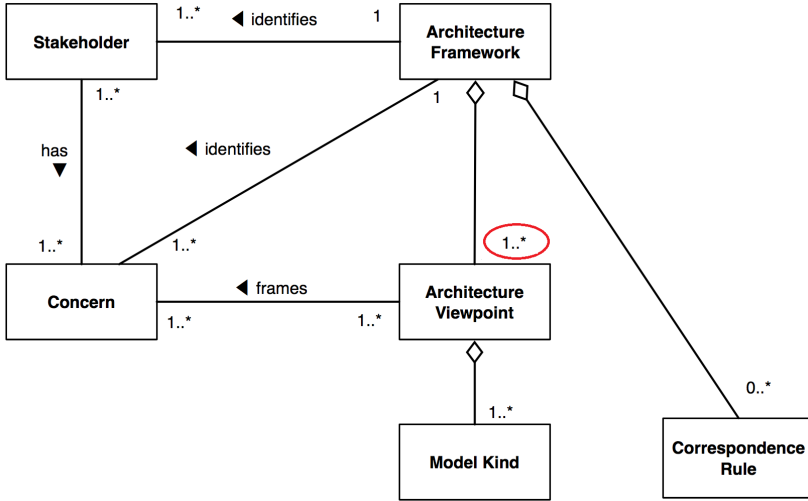 1..*
◀ identifies
1
Stakeholder
Architecture
Framework
1..*
1
has
▼
◀ identifies
1..*
1..*
1..*
Concern
◀ frames
Architecture
Viewpoint
1..*
1..*
0..*
1..*
Model Kind
Correspondence
Rule